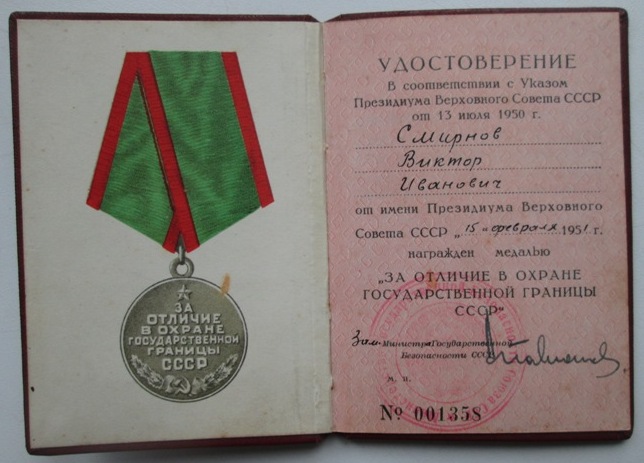 ЗА
ОТЛИЧИЕ
В ОХРАНЕ
ГОСУДАРСТВЕННОЙ
ГРАНИЦЫ
СССР
УДОСТОВЕРЕНИЕ
В соответствии с Указом
Президиума Верховного Совета СССР
от 13 июля 1950 г.
Смирнов
Виктор
Иванович
от имени Президиума Верховного
Совета СССР „15" февраля 1951 г.
награжден медалью
„ЗА ОТЛИЧИЕ В ОХРАНЕ
ГОСУДАРСТВЕННОЙ ГРАНИЦЫ
СССР"
Зам. Министра Государственной
Безопасности СССР
м. п.
№ 001358